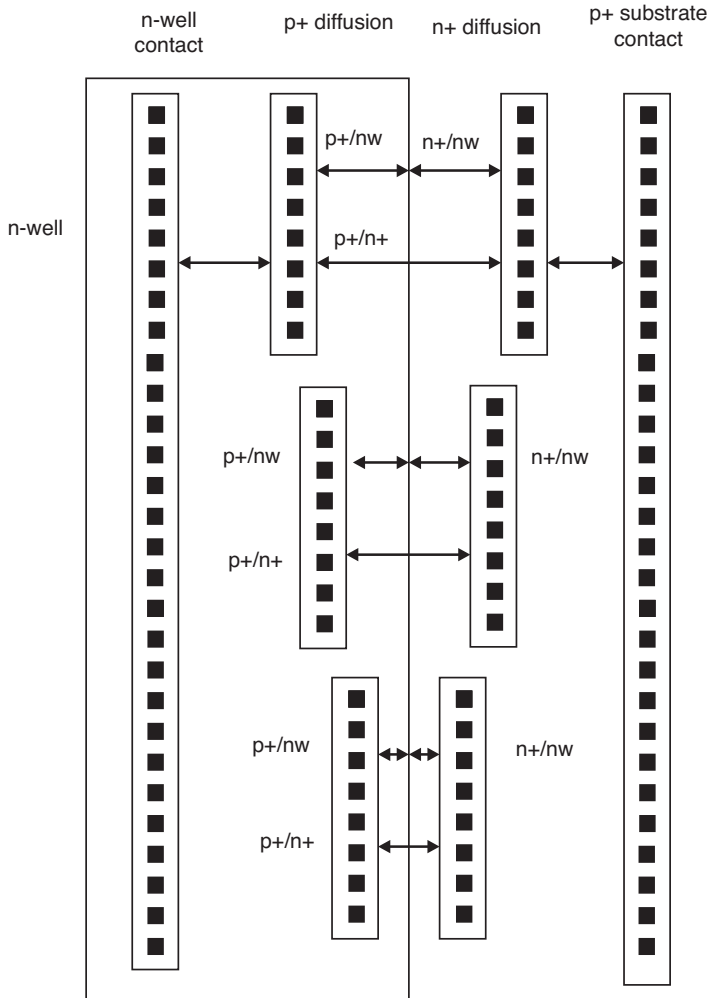 n-well
contact
p+ diffusion
n+ diffusion
p+ substrate
contact
p+/nw
n+/nw
n-well
p+/n+
p+/nw
n+/nw
p+/n+
p+/nw
n+/nw
p+/n+